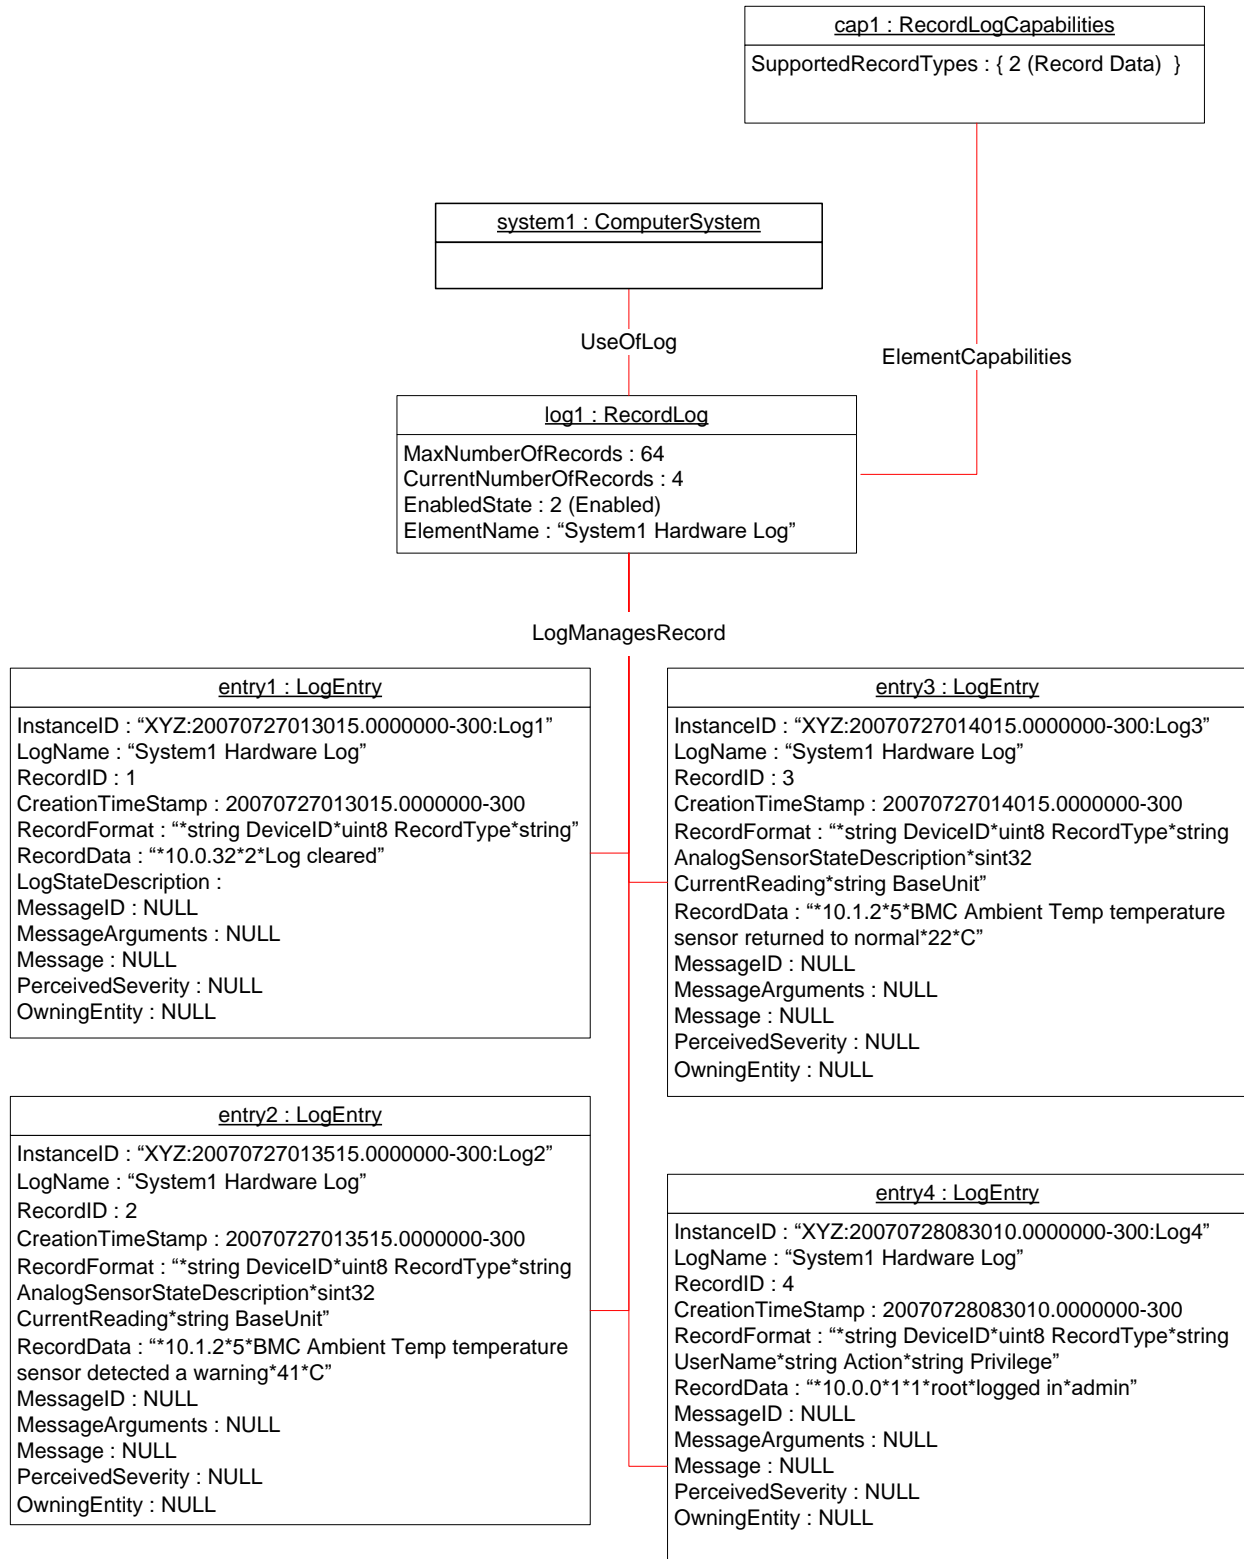 cap1 : RecordLogCapabilities
SupportedRecordTypes : { 2 (Record Data)  }
system1 : ComputerSystem
UseOfLog
ElementCapabilities
log1 : RecordLog
MaxNumberOfRecords : 64
CurrentNumberOfRecords : 4
EnabledState : 2 (Enabled)
ElementName : “System1 Hardware Log”
LogManagesRecord
entry1 : LogEntry
InstanceID : “XYZ:20070727013015.0000000-300:Log1”
LogName : “System1 Hardware Log”
RecordID : 1
CreationTimeStamp : 20070727013015.0000000-300
RecordFormat : “*string DeviceID*uint8 RecordType*string”
RecordData : “*10.0.32*2*Log cleared”
LogStateDescription :
MessageID : NULL
MessageArguments : NULL
Message : NULL
PerceivedSeverity : NULL
OwningEntity : NULL
entry3 : LogEntry
InstanceID : “XYZ:20070727014015.0000000-300:Log3”
LogName : “System1 Hardware Log”
RecordID : 3
CreationTimeStamp : 20070727014015.0000000-300
RecordFormat : “*string DeviceID*uint8 RecordType*string
AnalogSensorStateDescription*sint32
CurrentReading*string BaseUnit”
RecordData : “*10.1.2*5*BMC Ambient Temp temperature
sensor returned to normal*22*C”
MessageID : NULL
MessageArguments : NULL
Message : NULL
PerceivedSeverity : NULL
OwningEntity : NULL
entry2 : LogEntry
InstanceID : “XYZ:20070727013515.0000000-300:Log2”
LogName : “System1 Hardware Log”
RecordID : 2
CreationTimeStamp : 20070727013515.0000000-300
RecordFormat : “*string DeviceID*uint8 RecordType*string
AnalogSensorStateDescription*sint32
CurrentReading*string BaseUnit”
RecordData : “*10.1.2*5*BMC Ambient Temp temperature
sensor detected a warning*41*C”
MessageID : NULL
MessageArguments : NULL
Message : NULL
PerceivedSeverity : NULL
OwningEntity : NULL
entry4 : LogEntry
InstanceID : “XYZ:20070728083010.0000000-300:Log4”
LogName : “System1 Hardware Log”
RecordID : 4
CreationTimeStamp : 20070728083010.0000000-300
RecordFormat : “*string DeviceID*uint8 RecordType*string
UserName*string Action*string Privilege”
RecordData : “*10.0.0*1*1*root*logged in*admin”
MessageID : NULL
MessageArguments : NULL
Message : NULL
PerceivedSeverity : NULL
OwningEntity : NULL